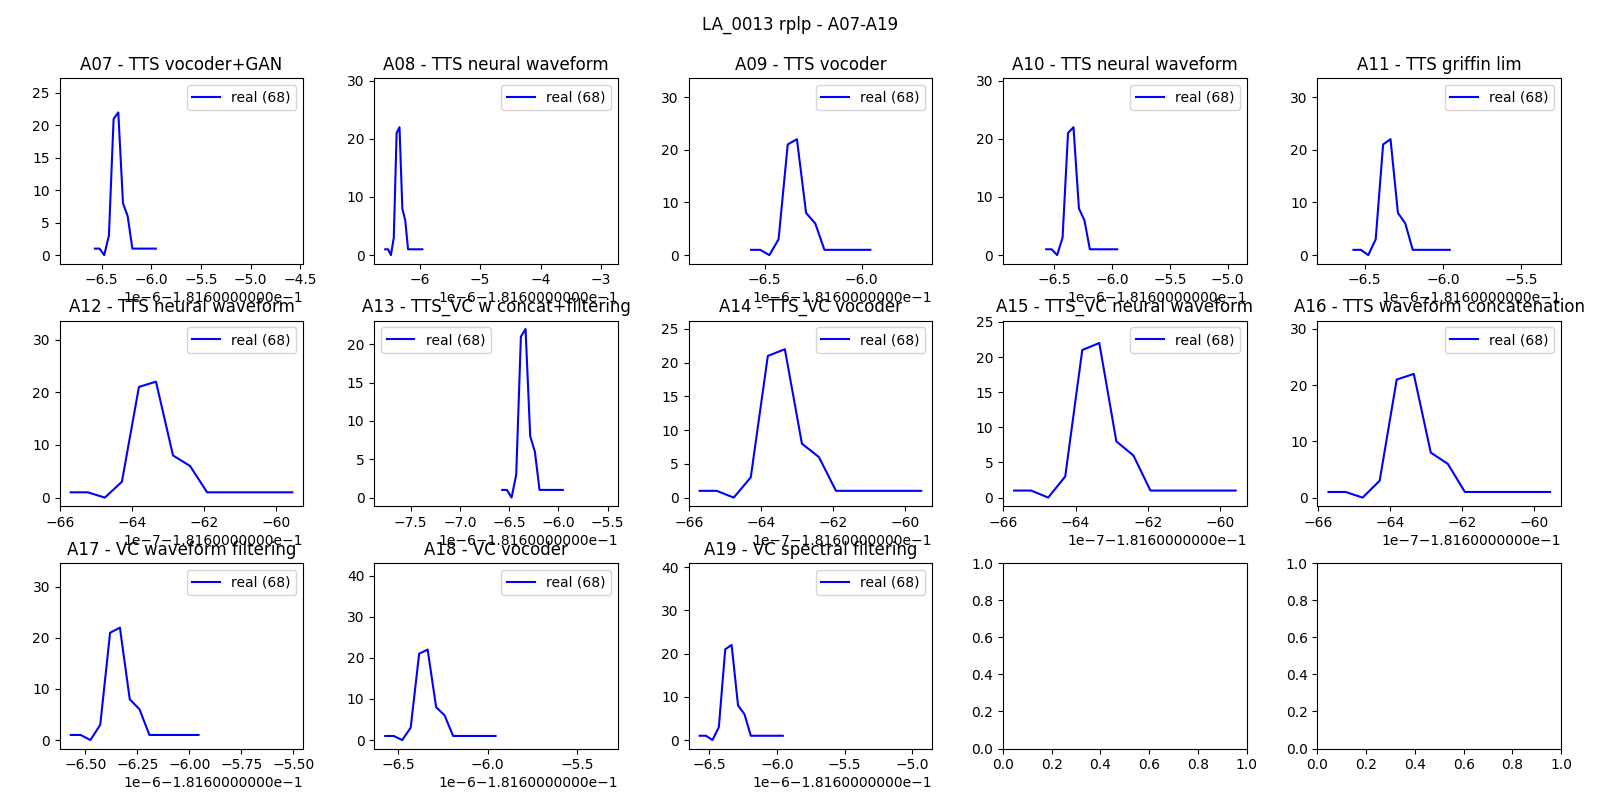 LA_0013 rplp - A07-A19
A07 - TTS vocoder+GAN
A08 - TTS neural waveform
A09 - TTS vocoder
A10 - TTS neural waveform
A11 - TTS griffin lim
real (68)
real (68)
real (68)
real (68)
real (68)
25
20
15
10
5
0
30
20
10
0
30
20
10
0
30
20
10
0
30
20
10
0
−6.5 −6.0 −5.5 −5.0 −4.5
−6 −5 −4 −3
−6.5 −6.0
−6.5 −6.0 −5.5 −5.0
−6.5 −6.0 −5.5
1e−6−1.8160000000e−1
1e−6−1.8160000000e−1
1e−6−1.8160000000e−1
1e−6−1.8160000000e−1
1e−6−1.8160000000e−1
A12 - TTS neural waveform
A13 - TTS_VC w concat+filtering
A14 - TTS_VC vocoder
A15 - TTS_VC neural waveform
A16 - TTS waveform concatenation
real (68)
real (68)
real (68)
real (68)
real (68)
30
20
10
0
20
15
10
5
0
25
20
15
10
5
0
25
20
15
10
5
0
30
20
10
0
−66 −64 −62 −60
−7.5 −7.0 −6.5 −6.0 −5.5
−66 −64 −62 −60
−66 −64 −62 −60
−66 −64 −62 −60
1e−7−1.8160000000e−1
1e−6−1.8160000000e−1
1e−7−1.8160000000e−1
1e−7−1.8160000000e−1
1e−7−1.8160000000e−1
A17 - VC waveform filtering
A18 - VC vocoder
A19 - VC spectral filtering
real (68)
real (68)
real (68)
30
20
10
0
40
30
20
10
0
40
30
20
10
0
1.0
0.8
0.6
0.4
0.2
0.0
1.0
0.8
0.6
0.4
0.2
0.0
−6.50 −6.25 −6.00 −5.75 −5.50
−6.5 −6.0 −5.5
−6.5 −6.0 −5.5 −5.0
0.0 0.2 0.4 0.6 0.8 1.0
0.0 0.2 0.4 0.6 0.8 1.0
1e−6−1.8160000000e−1
1e−6−1.8160000000e−1
1e−6−1.8160000000e−1